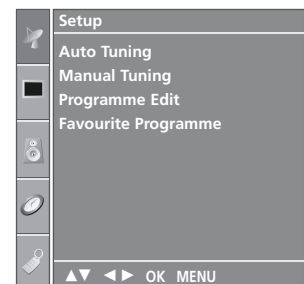 Setup
Auto Tuning
Manual Tuning
Programme Edit
Favourite Programme
▲▼ ◄► OK MENU